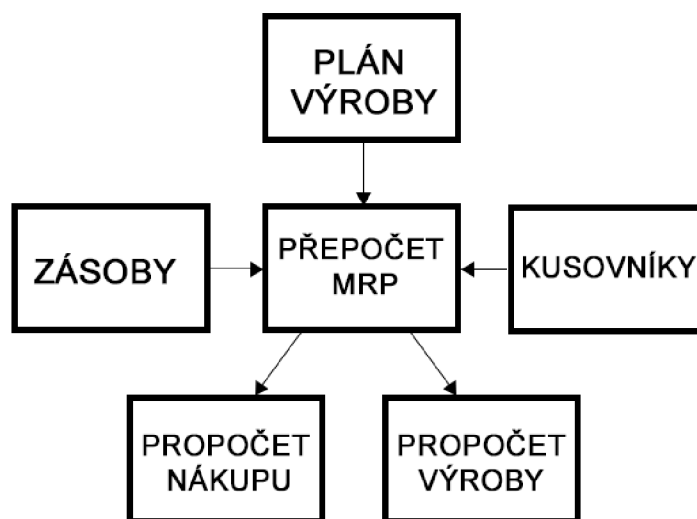 PLÁN
VÝROBY
ZÁSOBY
PŘEPOČET
MRP
KUSOVNÍKY
PROPOČET
NÁKUPU
PROPOČET
VÝROBY